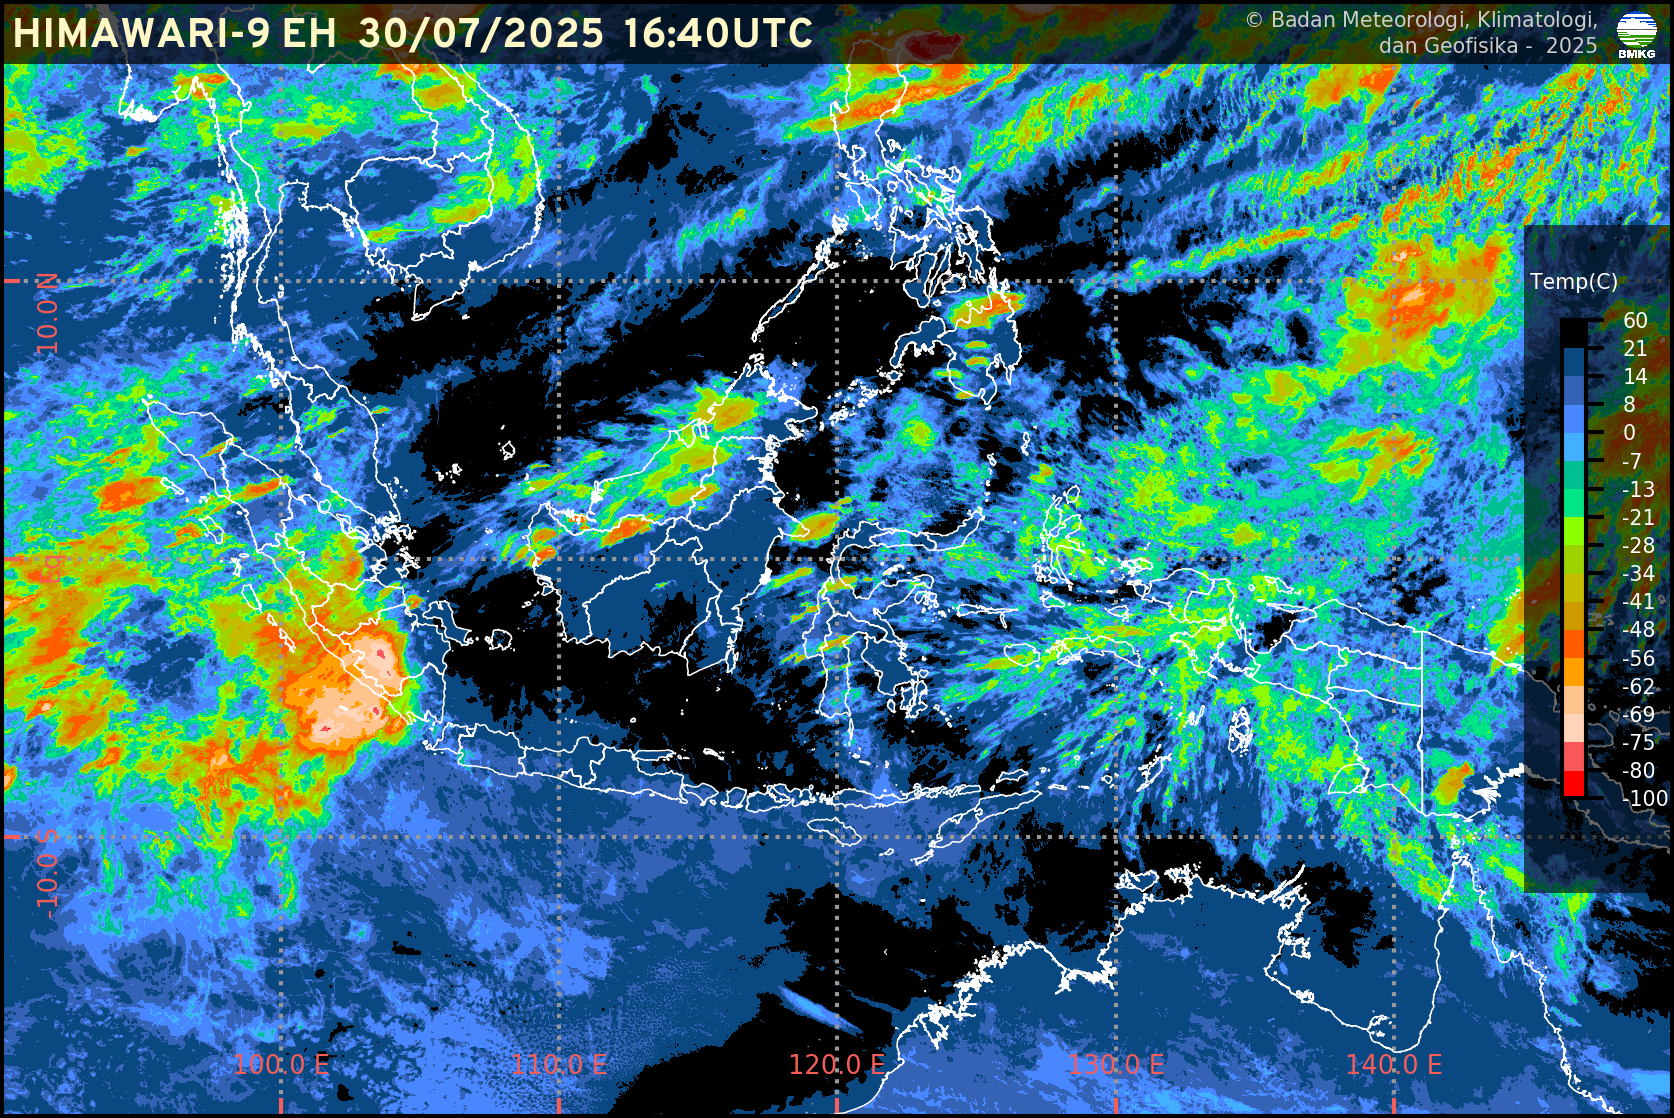 HIMAWARI-9 EH 30/07/2025 16:40UTC
© Badan Meteorologi, Klimatologi,
dan Geofisika - 2025
BMKG
Temp(C)
60
21
14
8
0
-7
-13
-21
-28
-34
-41
-48
-56
-62
-69
-75
-80
-100
10.0 N
Eq
-10.0 S
100.0 E
110.0 E
120.0 E
130.0 E
140.0 E